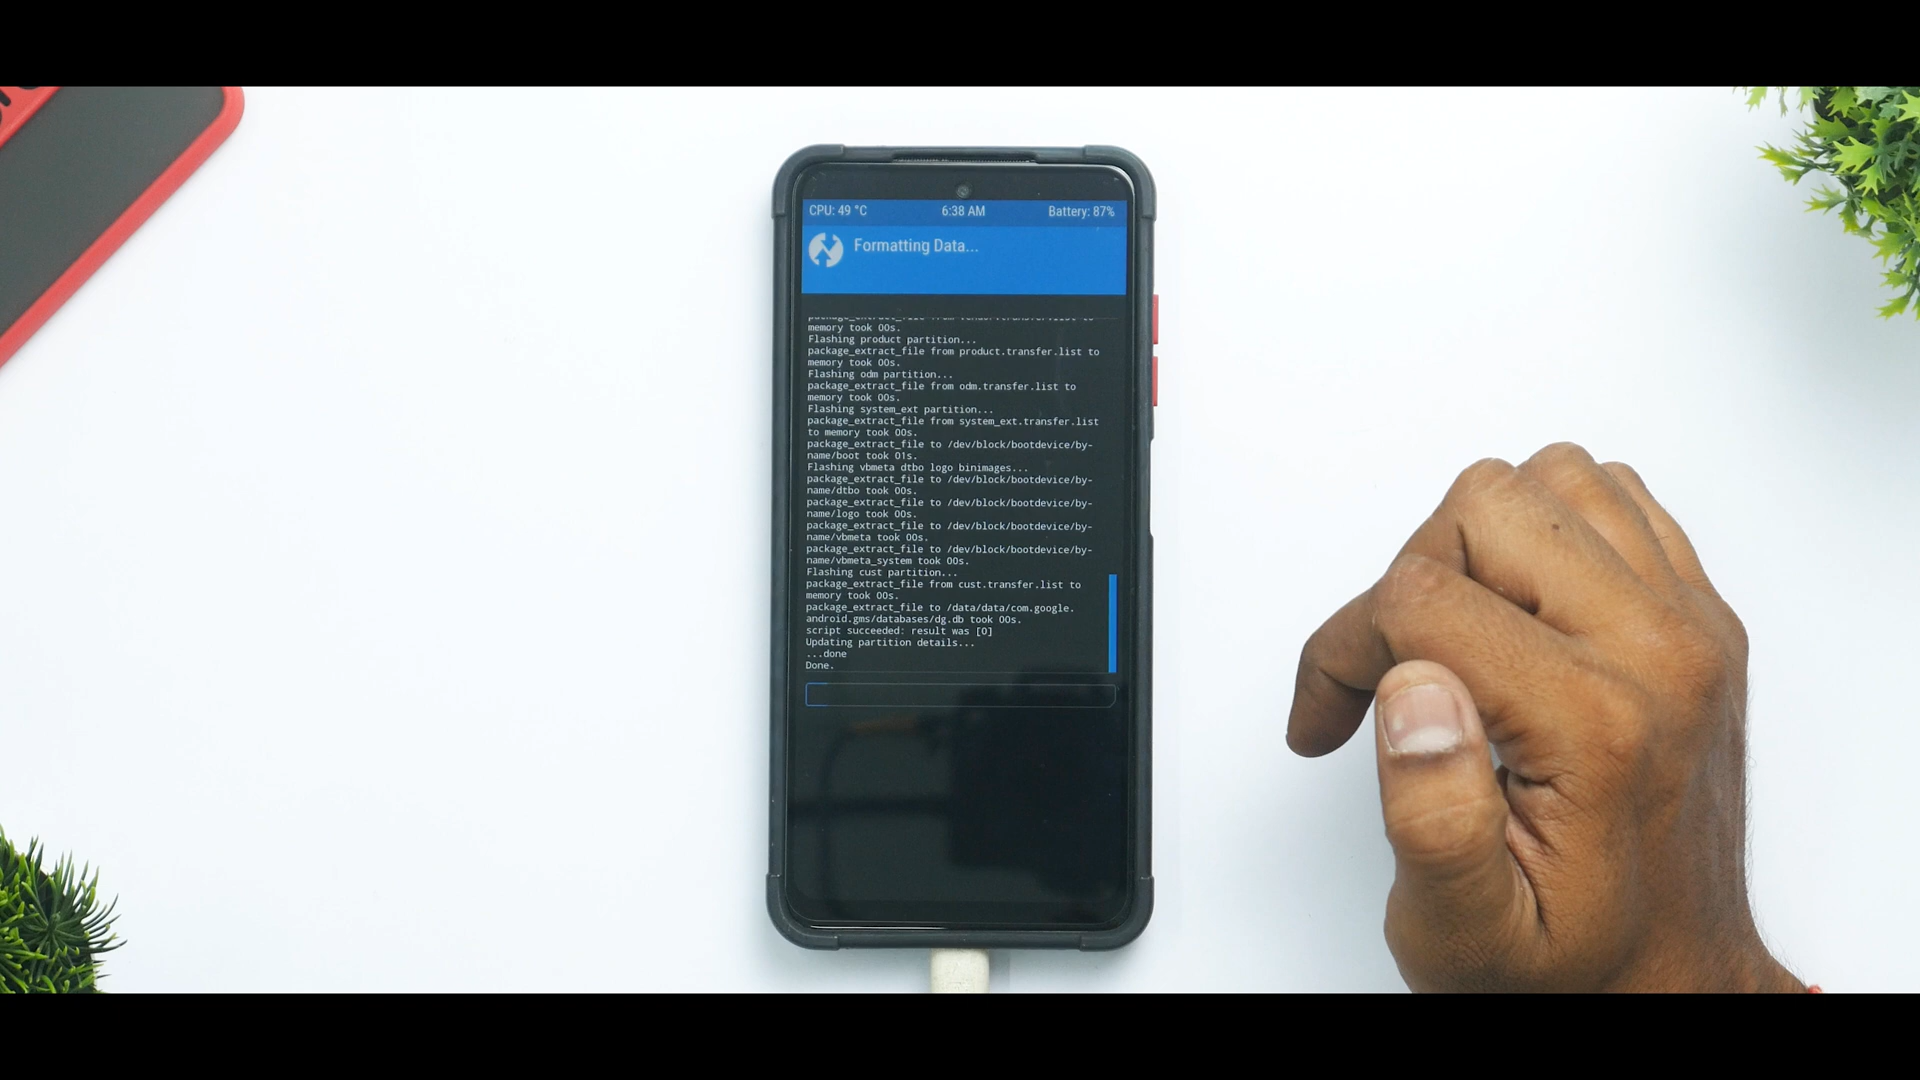 CPU: 49 °C 6:38 AM Battery: 87%
Formatting Data...
package_extract_file from vendor.transfer.list to
memory took 00s.
Flashing product partition...
package_extract_file from product.transfer.list to
memory took 00s.
Flashing odm partition...
package_extract_file from odm.transfer.list to
memory took 00s.
Flashing system_ext partition...
package_extract_file from system_ext.transfer.list
to memory took 00s.
package_extract_file to /dev/block/bootdevice/by-
name/boot took 01s.
Flashing vbmeta dtbo logo binimages...
package_extract_file to /dev/block/bootdevice/by-
name/dtbo took 00s.
package_extract_file to /dev/block/bootdevice/by-
name/logo took 00s.
package_extract_file to /dev/block/bootdevice/by-
name/vbmeta took 00s.
package_extract_file to /dev/block/bootdevice/by-
name/vbmeta_system took 00s.
Flashing cust partition...
package_extract_file from cust.transfer.list to
memory took 00s.
package_extract_file to /data/data/com.google.
android.gms/databases/dg.db took 00s.
script succeeded: result was [0]
Updating partition details...
...done
Done.